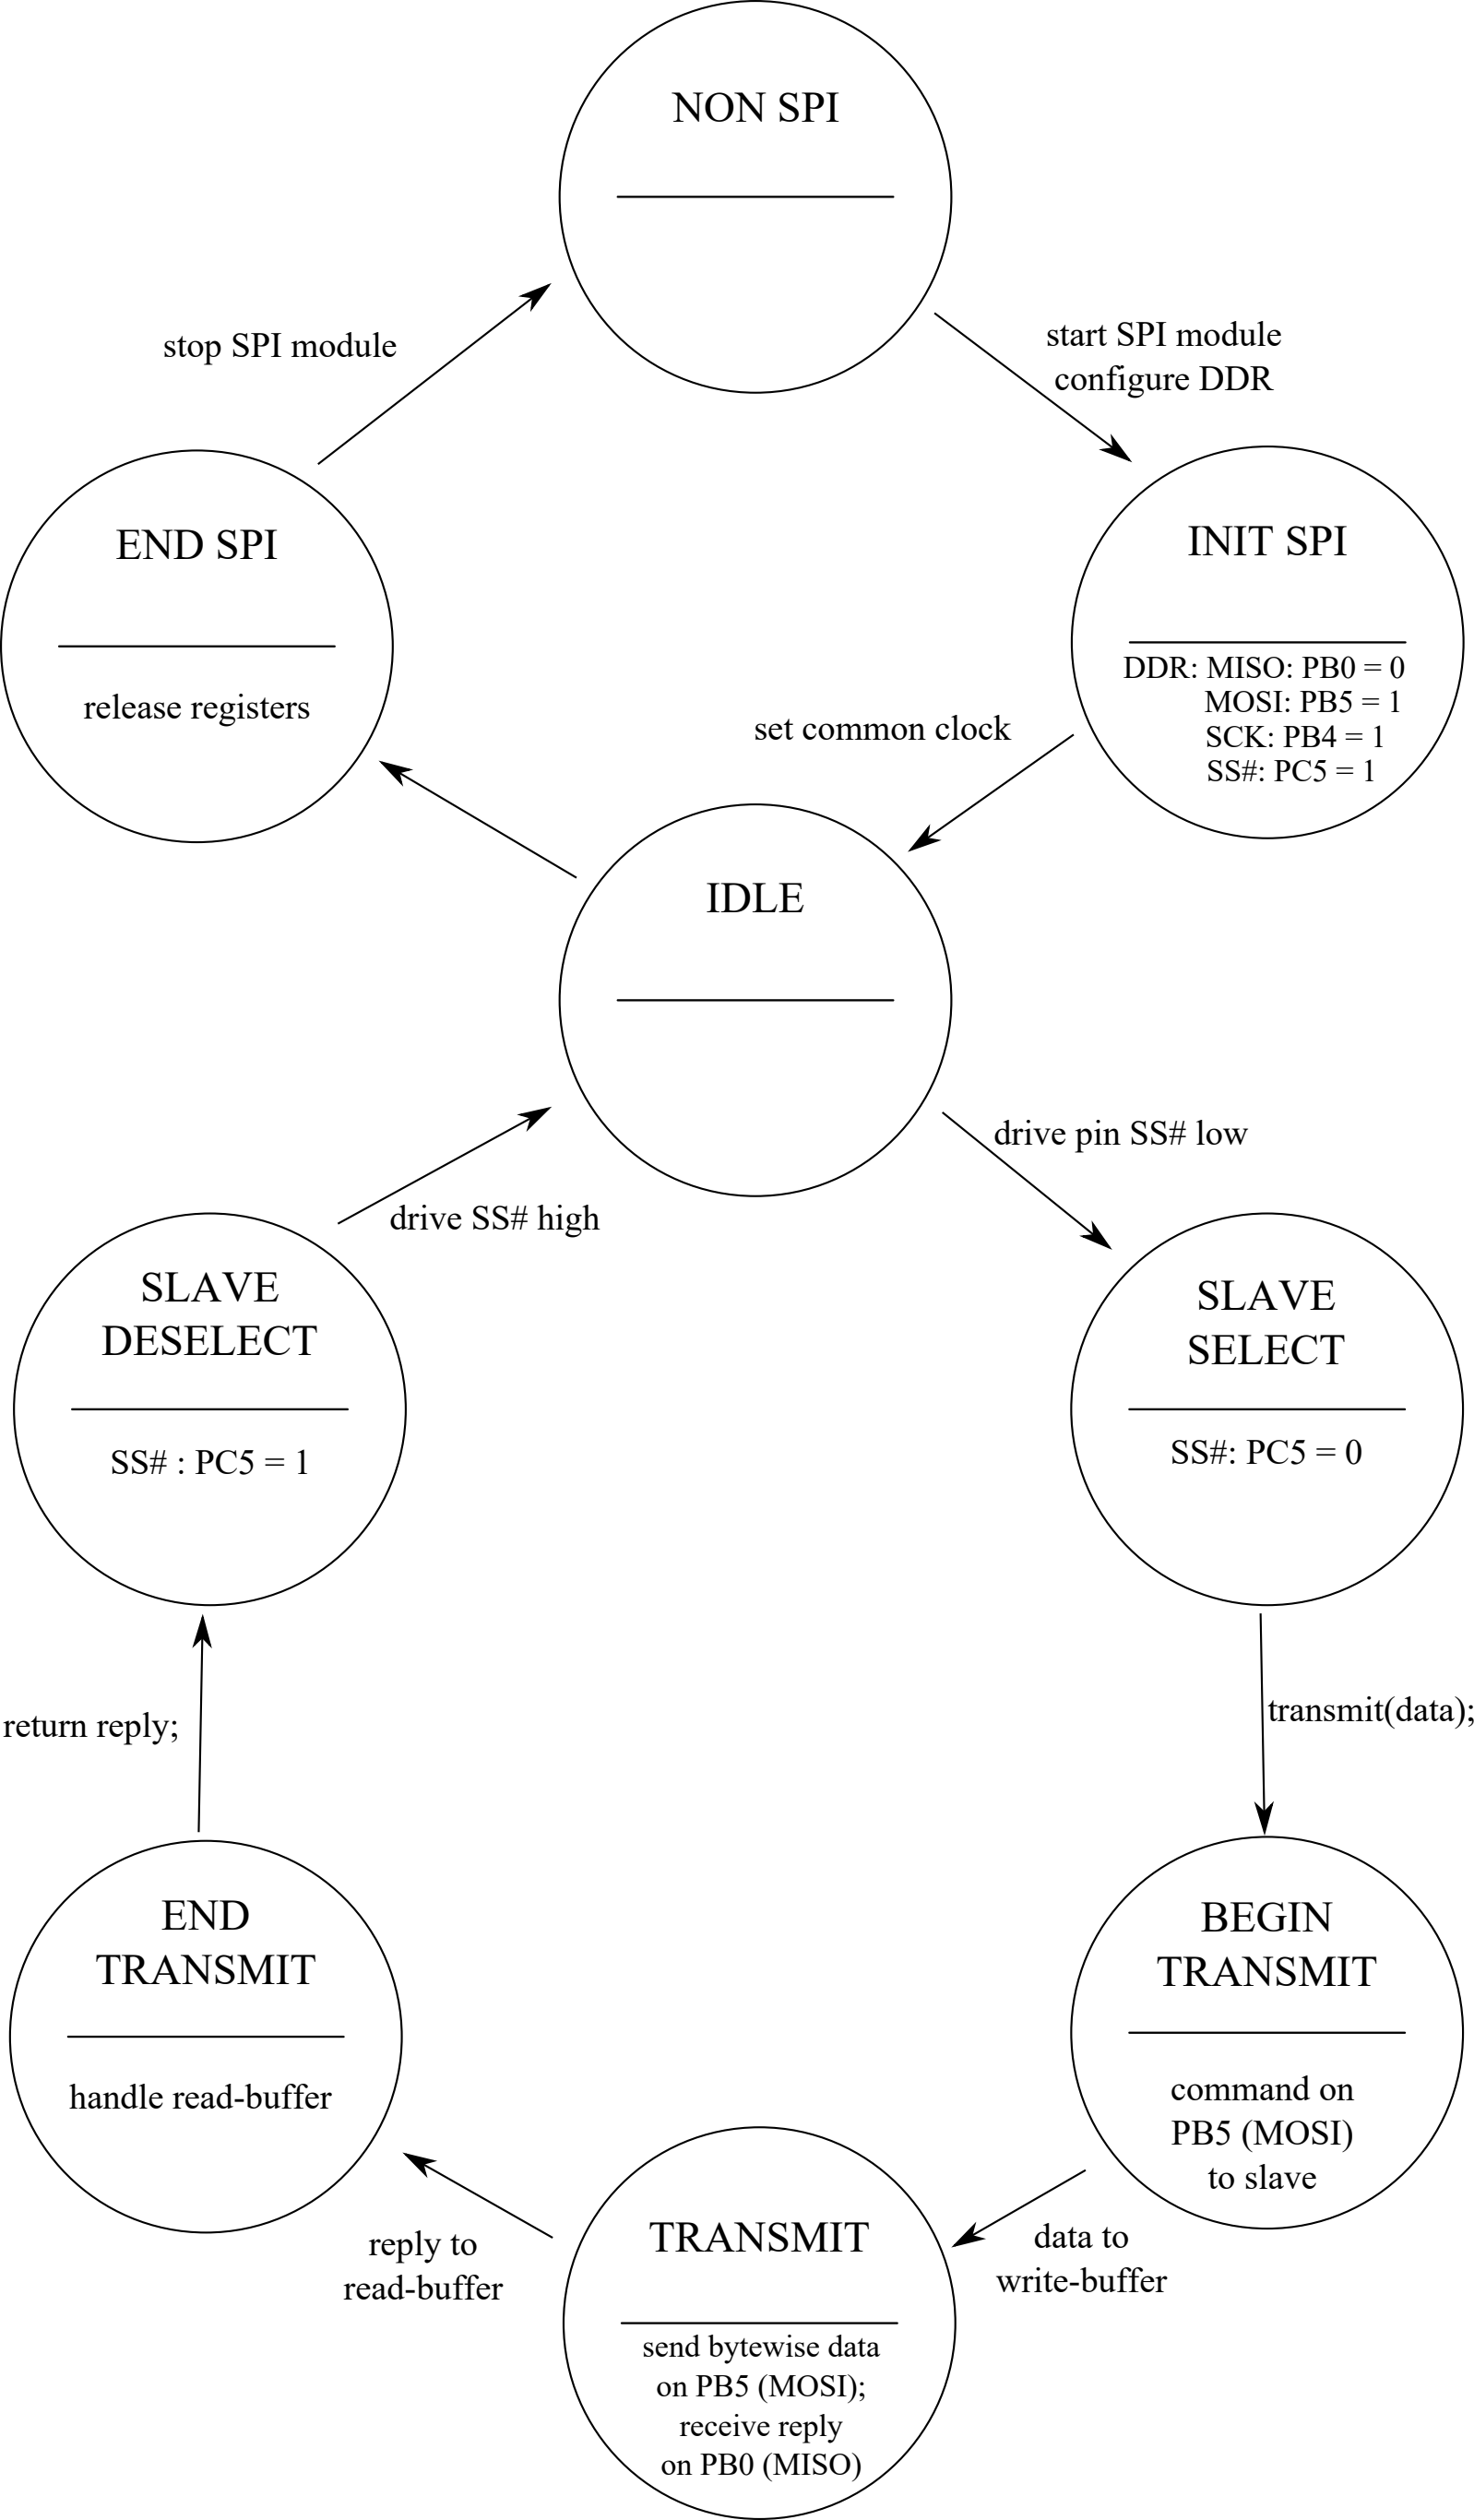 NON SPI
stop SPI module
start SPI module
configure DDR
END SPI
release registers
INIT SPI
DDR: MISO: PB0 = 0
MOSI: PB5 = 1
SCK: PB4 = 1
SS#: PC5 = 1
set common clock
IDLE
drive pin SS# low
drive SS# high
SLAVE
DESELECT
SS# : PC5 = 1
SLAVE
SELECT
SS#: PC5 = 0
return reply;
transmit(data);
END
TRANSMIT
handle read-buffer
BEGIN
TRANSMIT
command on
PB5 (MOSI)
to slave
reply to
read-buffer
data to
write-buffer
TRANSMIT
send bytewise data
on PB5 (MOSI);
receive reply
on PB0 (MISO)